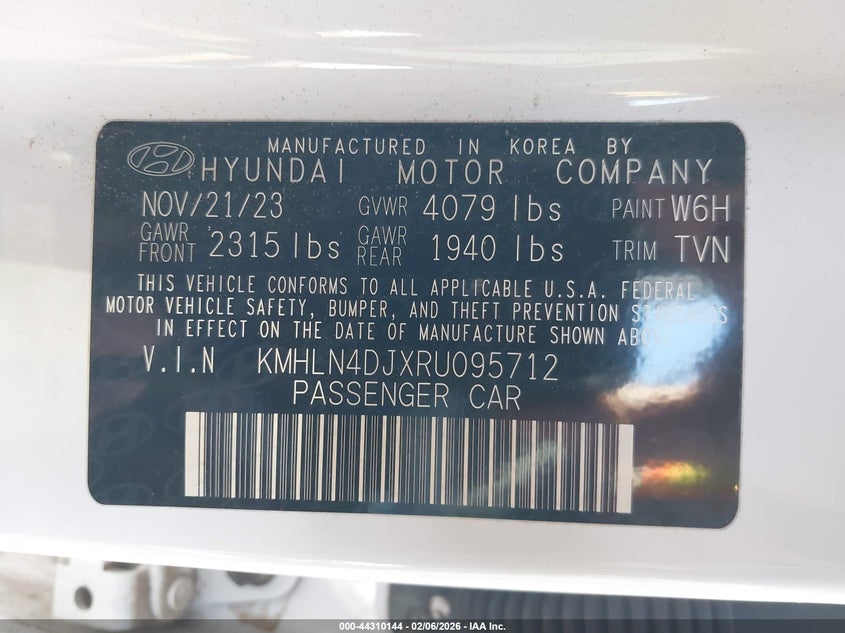 MANUFACTURED IN KOREA BY
HYUNDAI MOTOR COMPANY
NOV/21/23 GVWR 4079 lbs PAINT W6H
GAWR FRONT 2315 lbs GAWR REAR 1940 lbs TRIM TVN
THIS VEHICLE CONFORMS TO ALL APPLICABLE U.S.A. FEDERAL
MOTOR VEHICLE SAFETY, BUMPER, AND THEFT PREVENTION STANDARDS
IN EFFECT ON THE DATE OF MANUFACTURE SHOWN ABOVE
V.I.N KMHLN4DJXRU095712
PASSENGER CAR
000-44310144 - 02/06/2026 - IAA Inc.